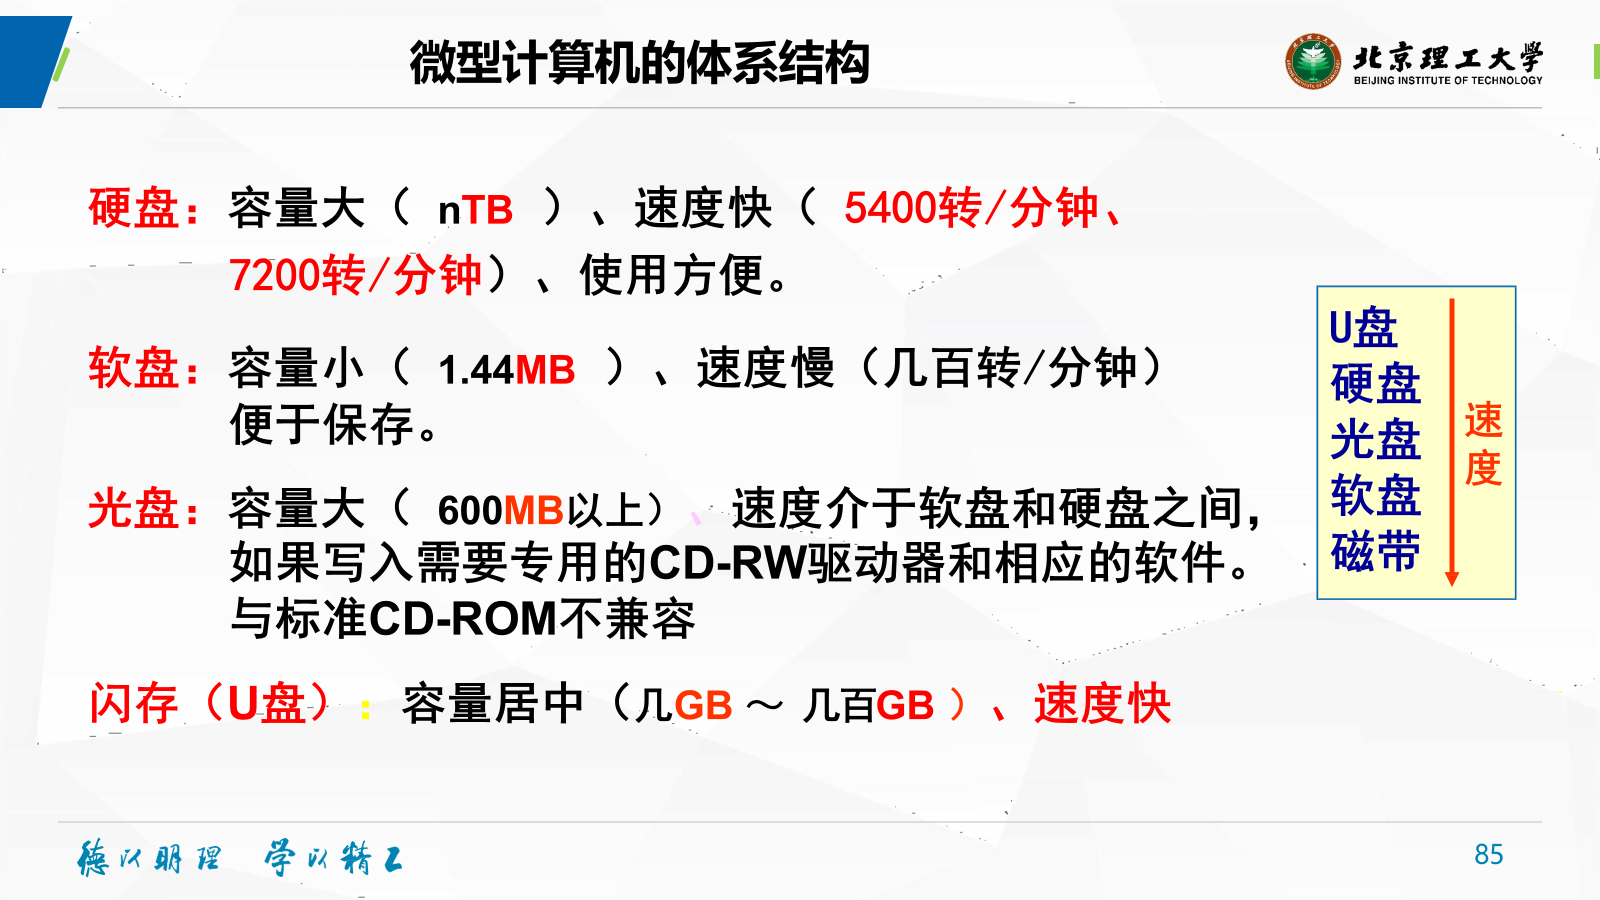 微型计算机的体系结构
北京理工大学
BEIJING INSTITUTE OF TECHNOLOGY
硬盘：容量大（ nTB ）、速度快（ 5400转/分钟、
7200转/分钟）、使用方便。
软盘：容量小（ 1.44MB ）、速度慢（几百转/分钟）
便于保存。
光盘：容量大（ 600MB以上）、速度介于软盘和硬盘之间，
如果写入需要专用的CD-RW驱动器和相应的软件。
与标准CD-ROM不兼容
闪存（U盘）：容量居中（几GB ～ 几百GB ）、速度快
U盘
硬盘
光盘
软盘
磁带
速
度
德以明理 学以精工
85